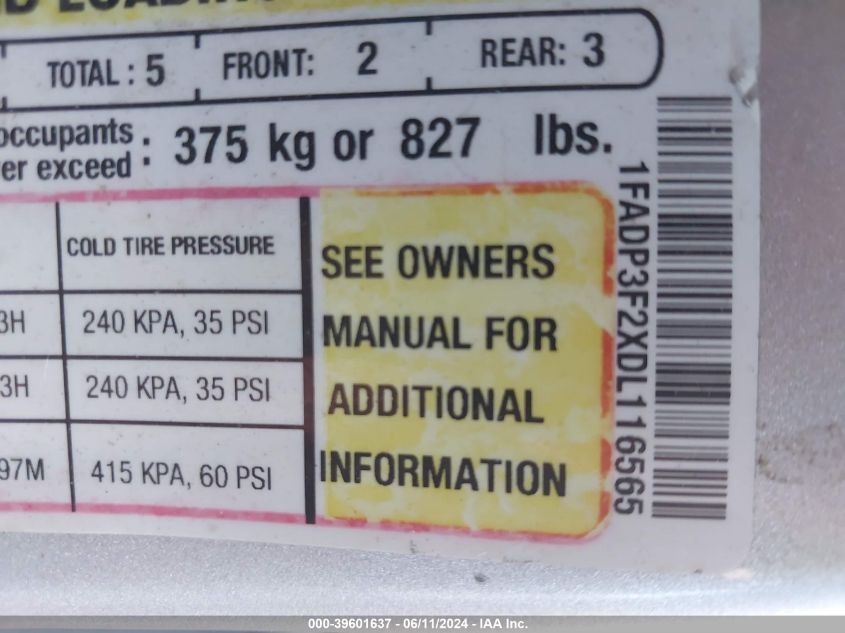 LOADING
TOTAL : 5 FRONT: 2 REAR: 3
occupants
er exceed : 375 kg or 827 lbs.
COLD TIRE PRESSURE
3H 240 KPA, 35 PSI
3H 240 KPA, 35 PSI
97M 415 KPA, 60 PSI
SEE OWNERS
MANUAL FOR
ADDITIONAL
INFORMATION
1FADP3F2XDL116565
000-39601637 - 06/11/2024 - IAA Inc.